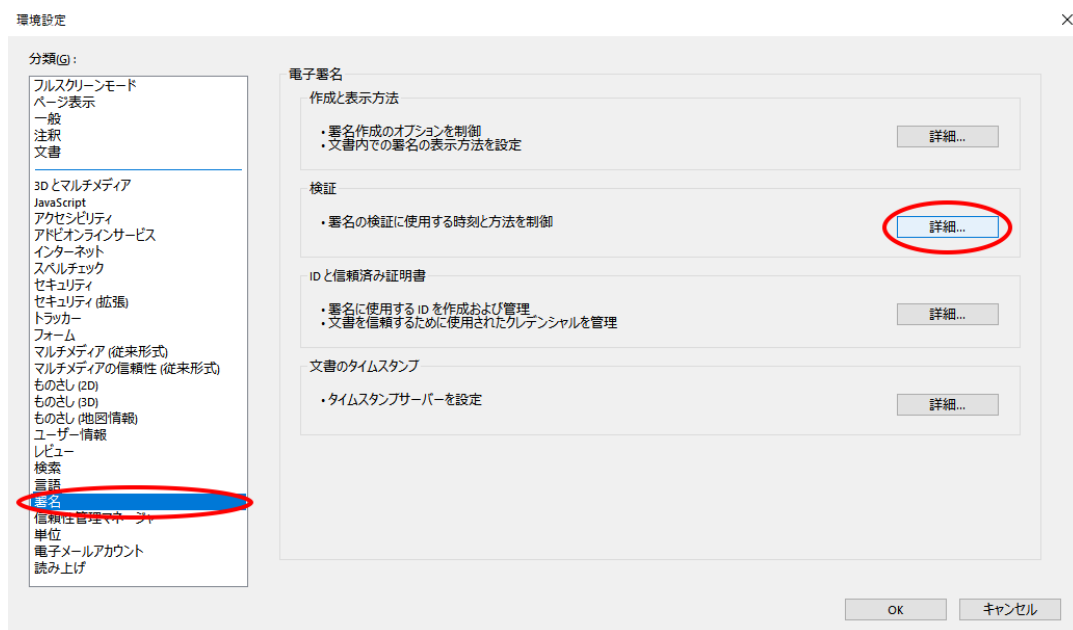 環境設定
分類(G):
フルスクリーンモード
ページ表示
一般
注釈
文書
3D とマルチメディア
JavaScript
アクセシビリティ
アドビオンラインサービス
インターネット
スペルチェック
セキュリティ
セキュリティ (拡張)
トラッカー
フォーム
マルチメディア (従来形式)
マルチメディアの信頼性 (従来形式)
ものさし (2D)
ものさし (3D)
ものさし (地図情報)
ユーザー情報
レビュー
検索
言語
署名
信頼性管理マネージャ
単位
電子メールアカウント
読み上げ
電子署名
作成と表示方法
・署名作成のオプションを制御
・文書内での署名の表示方法を設定
詳細...
検証
・署名の検証に使用する時刻と方法を制御
詳細...
ID と信頼済み証明書
・署名に使用する ID を作成および管理
・文書を信頼するために使用されたクレデンシャルを管理
詳細...
文書のタイムスタンプ
・タイムスタンプサーバーを設定
詳細...
OK
キャンセル